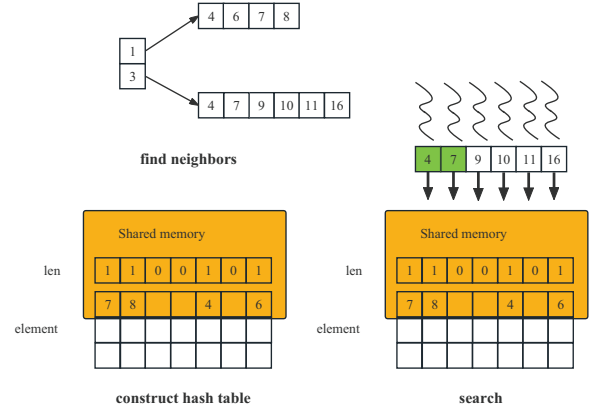 4 6 7 8
1
3
4 7 9 10 11 16
find neighbors
4 7 9 10 11 16
Shared memory
len 1 1 0 0 1 0 1
7 8 4 6
element
construct hash table
Shared memory
len 1 1 0 0 1 0 1
7 8 4 6
element
search